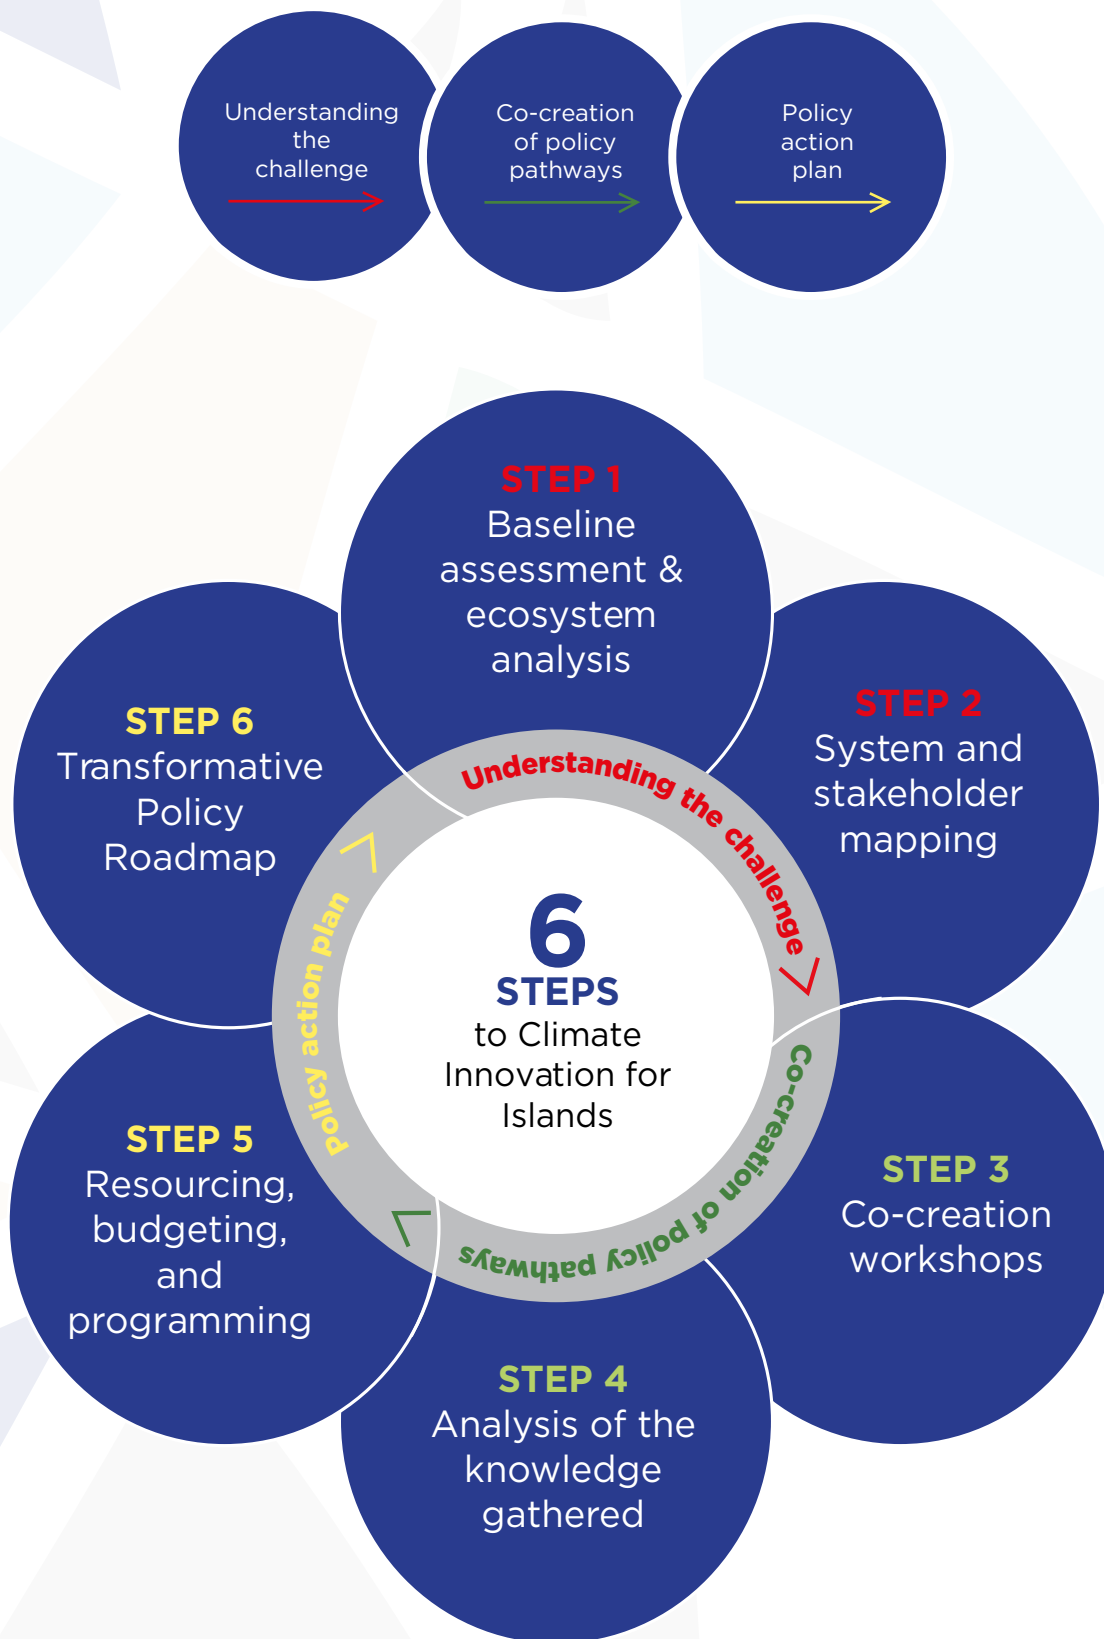 Understanding
the
challenge
Co-creation
of policy
pathways
Policy
action
plan
STEP 1
Baseline
assessment &
ecosystem
analysis
STEP 2
System and
stakeholder
mapping
STEP 3
Co-creation
workshops
STEP 4
Analysis of the
knowledge
gathered
STEP 5
Resourcing,
budgeting,
and
programming
STEP 6
Transformative
Policy
Roadmap
Understanding the challenge
Co-creation of policy pathways
Policy action plan
6
STEPS
to Climate
Innovation for
Islands